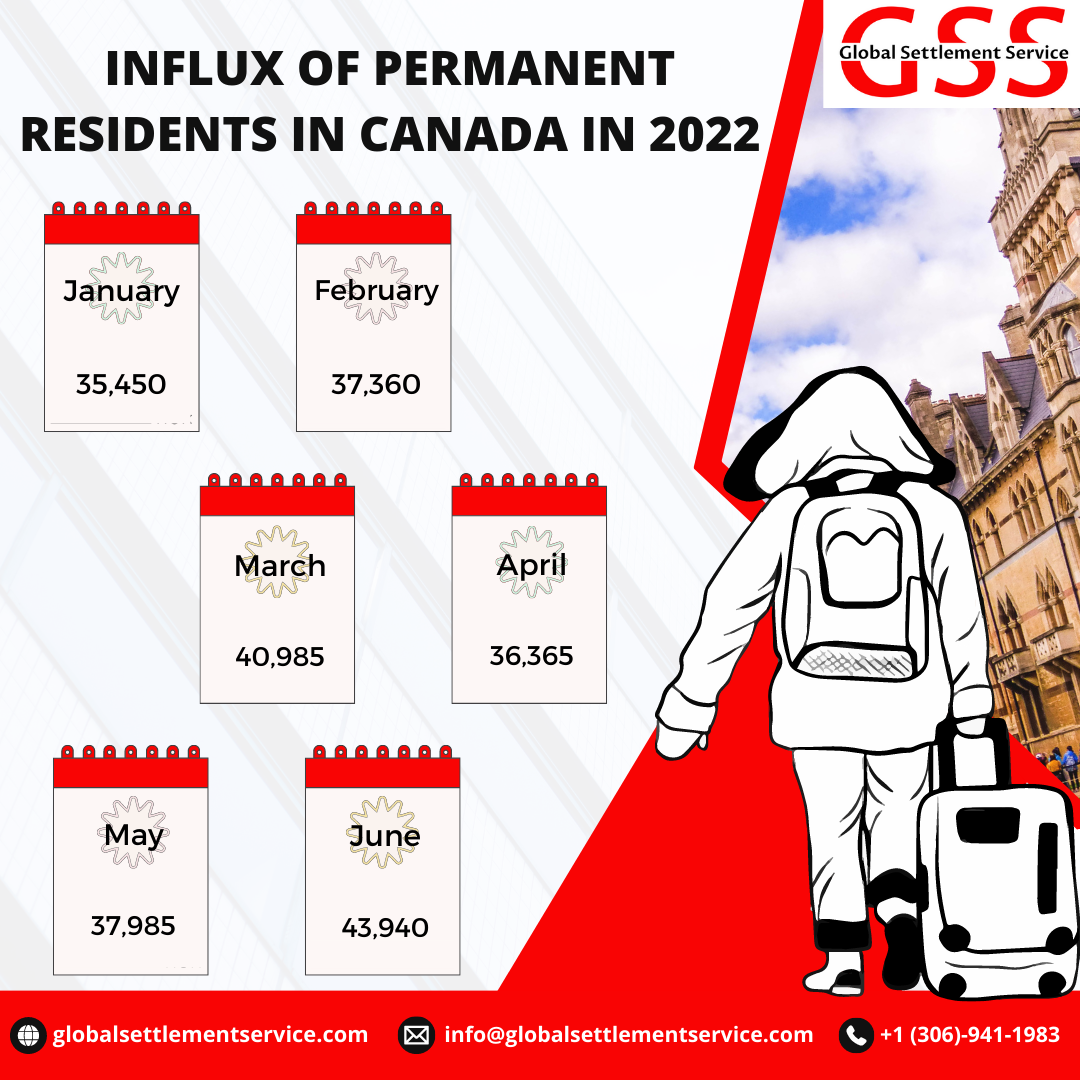 GSS
Global Settlement Service
INFLUX OF PERMANENT
RESIDENTS IN CANADA IN 2022
January
35,450
February
37,360
March
40,985
April
36,365
May
37,985
June
43,940
globalsettlementservice.com
info@globalsettlementservice.com
+1 (306)-941-1983